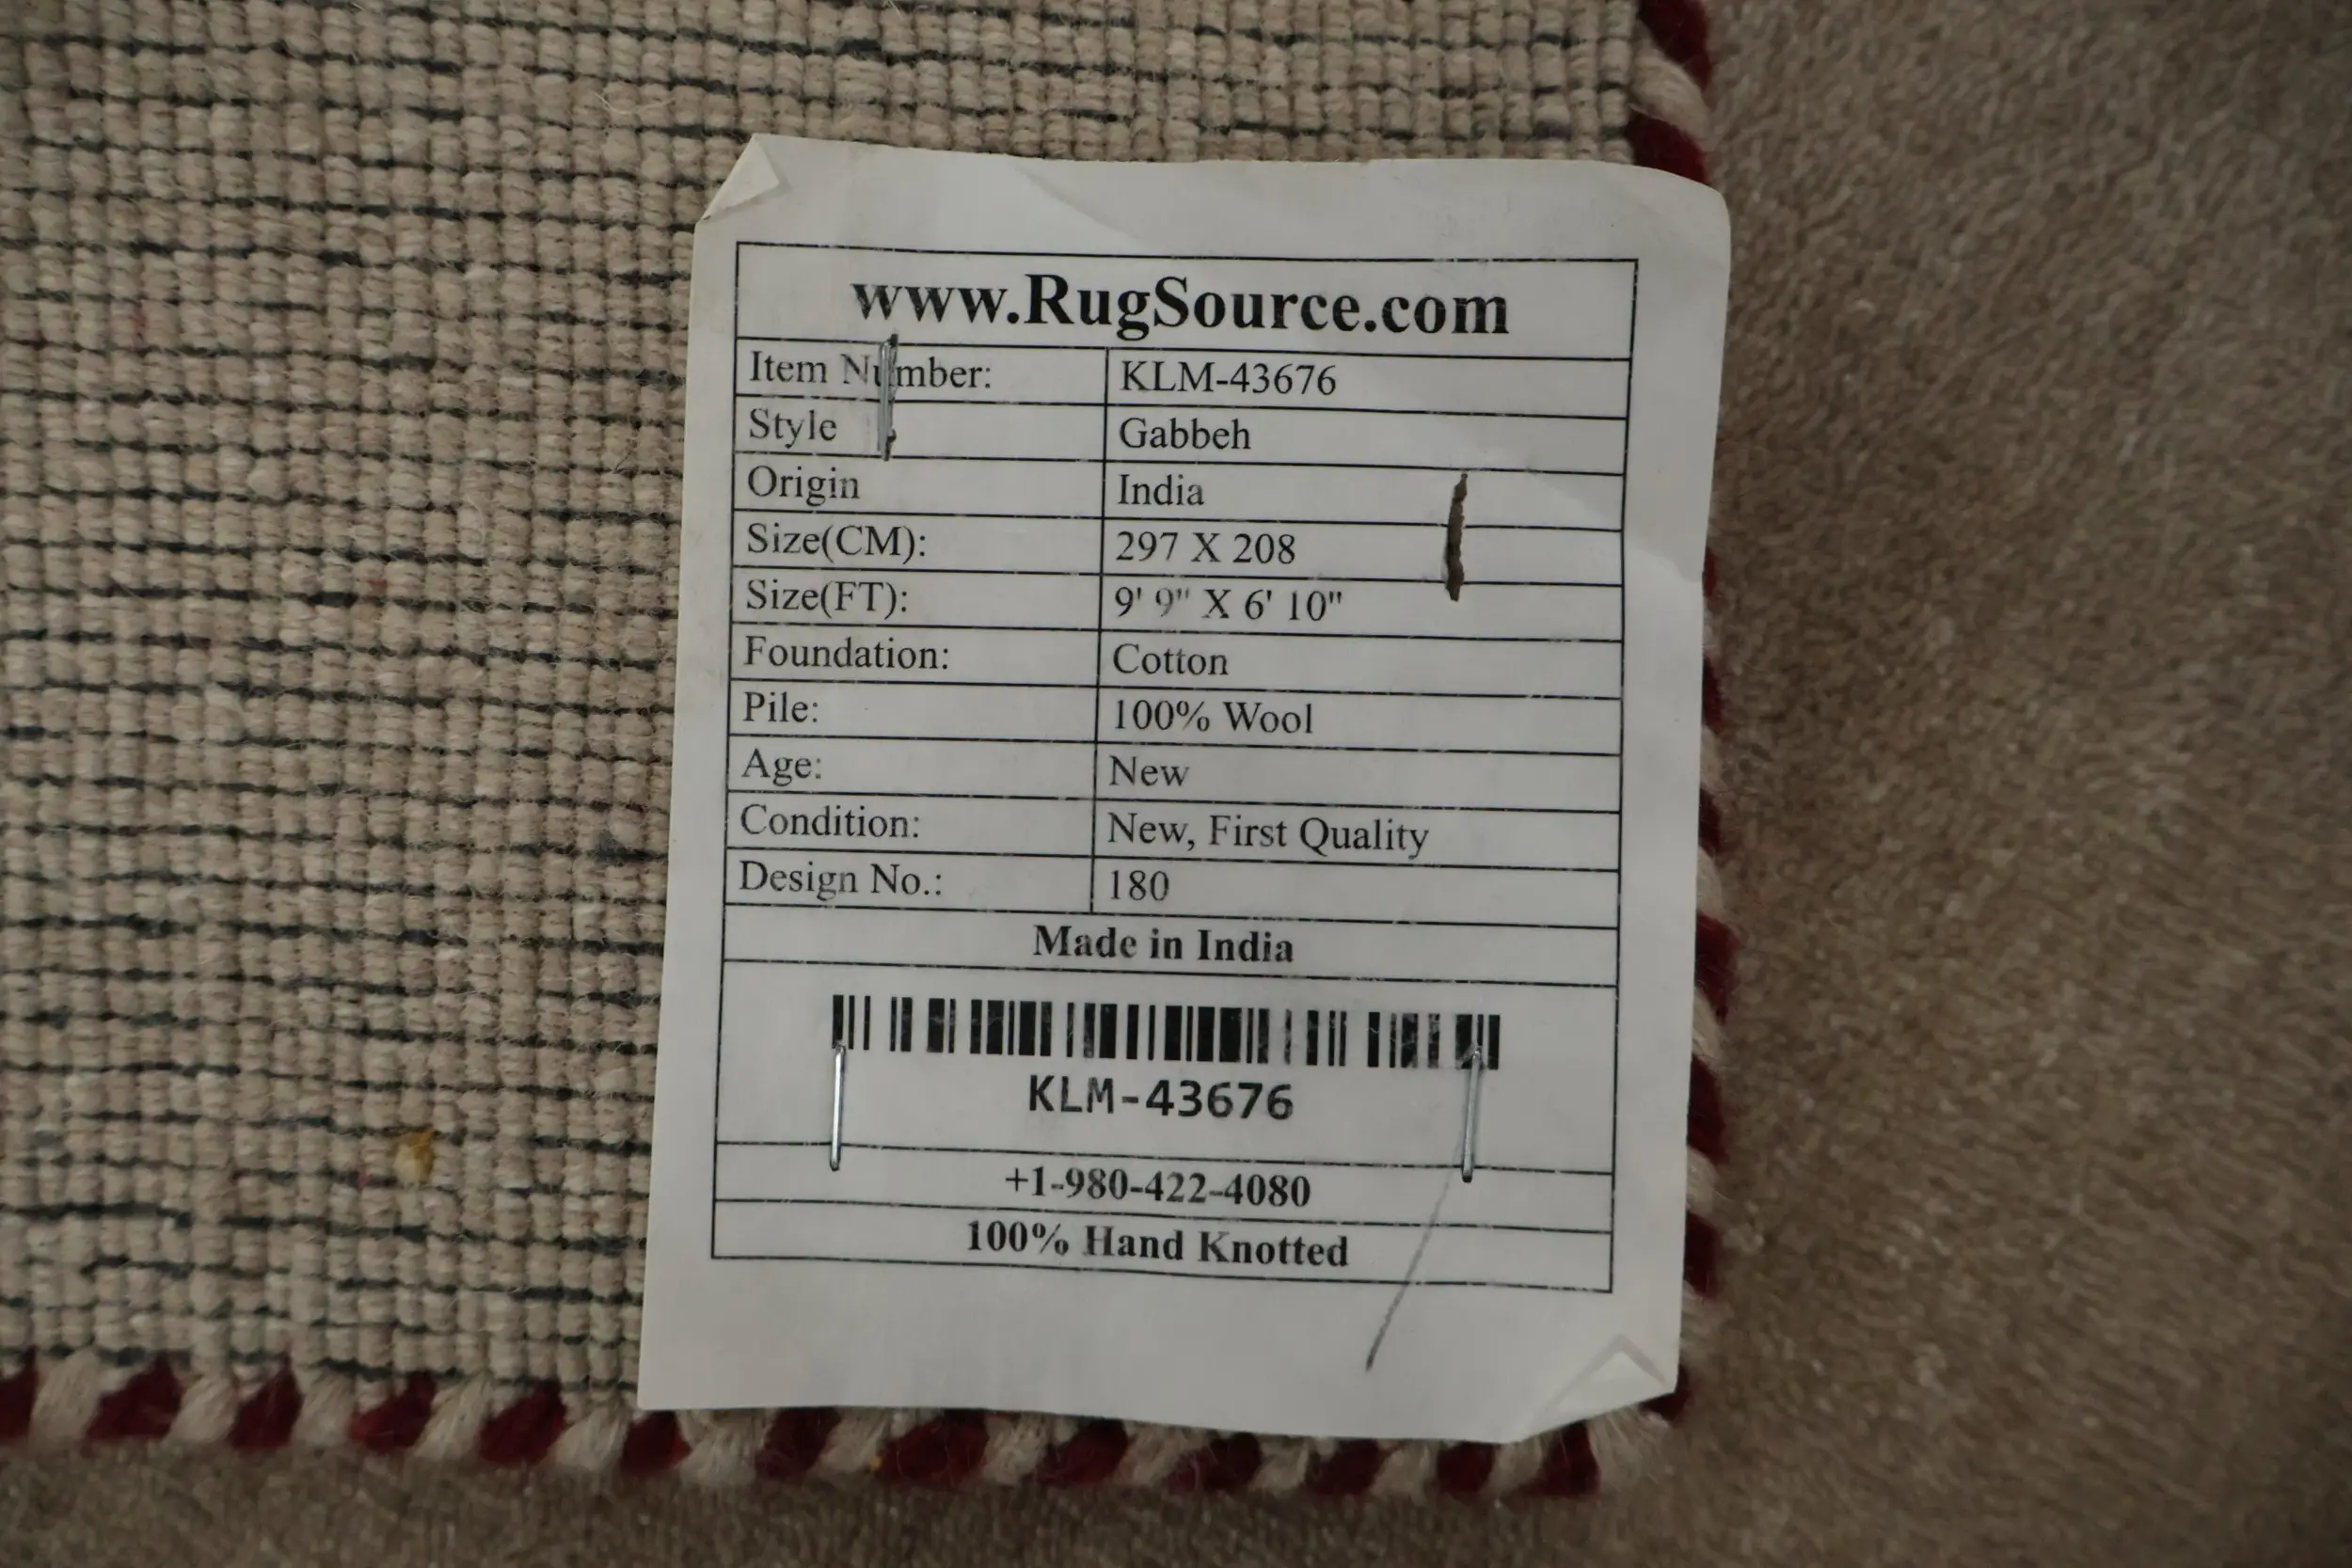 www.RugSource.com
Item Number: KLM-43676
Style Gabbeh
Origin India
Size(CM): 297 X 208
Size(FT): 9' 9" X 6' 10"
Foundation: Cotton
Pile: 100% Wool
Age: New
Condition: New, First Quality
Design No.: 180
Made in India
KLM-43676
+1-980-422-4080
100% Hand Knotted